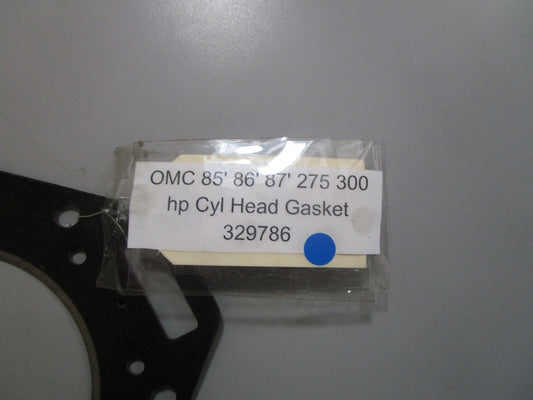 OMC 85' 86' 87' 275 300
hp Cyl Head Gasket
329786